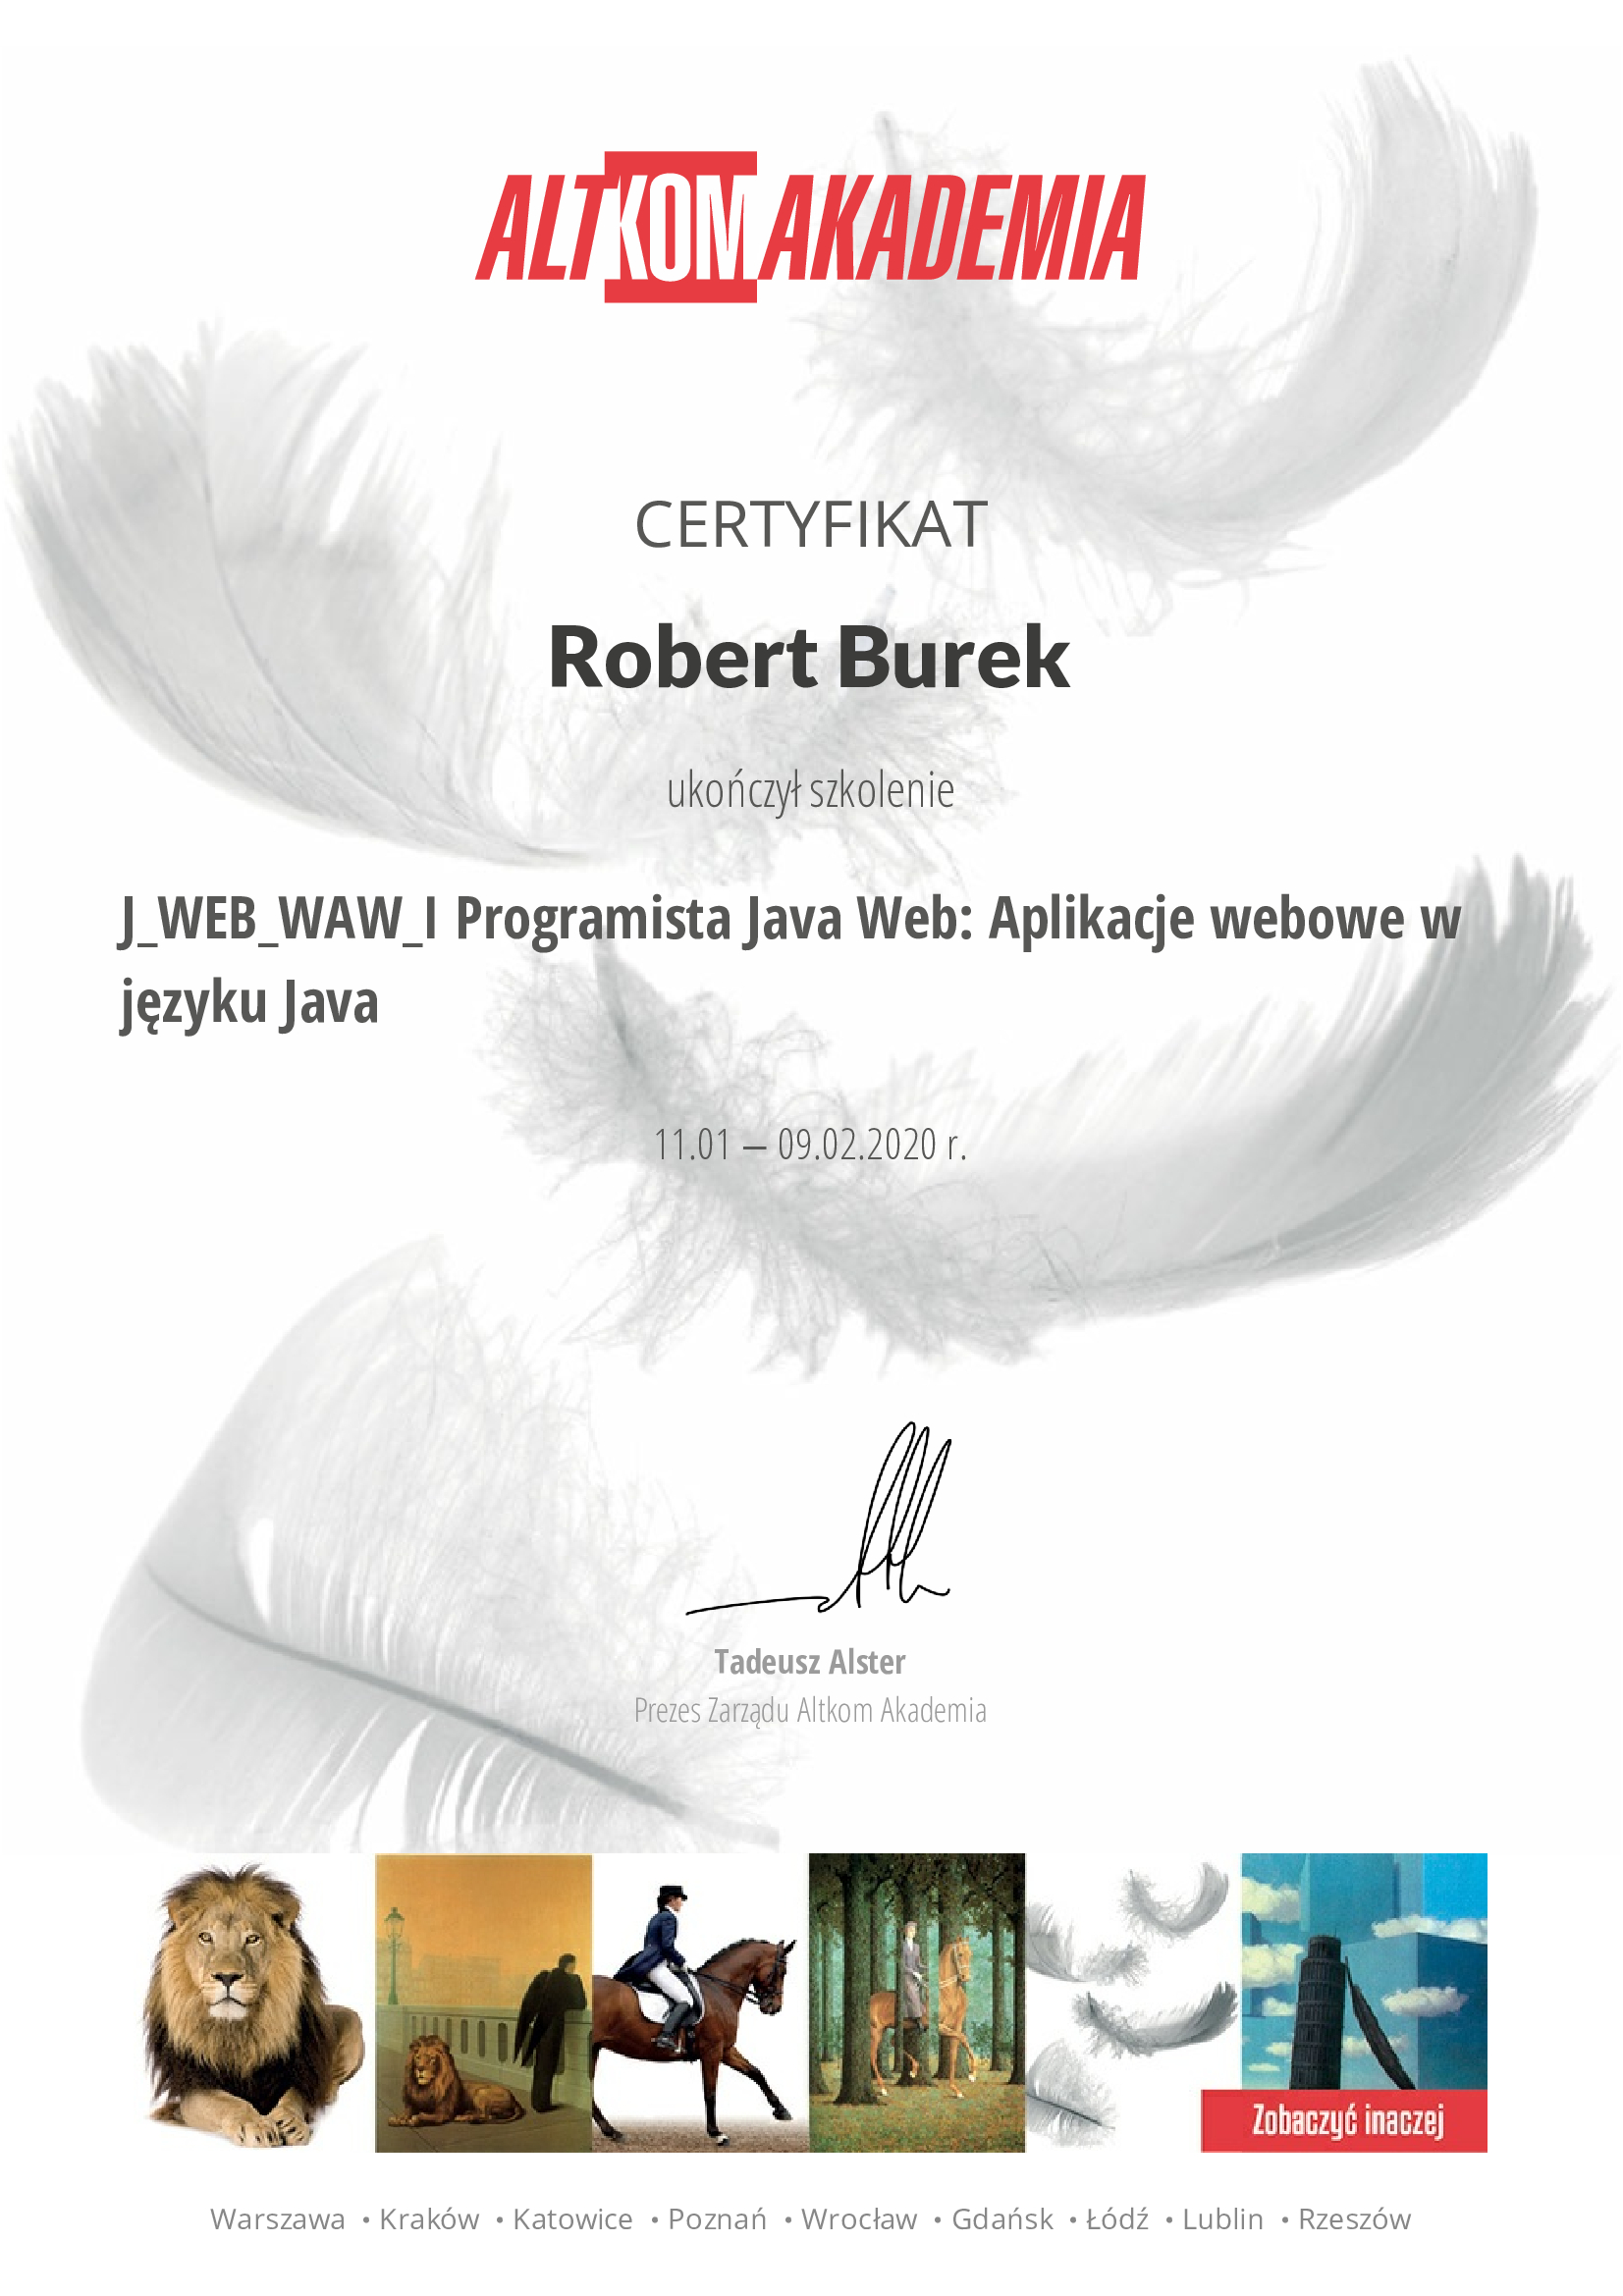 ALTKOM AKADEMIA
CERTYFIKAT
Robert Burek
ukończył szkolenie
J_WEB_WAW_I Programista Java Web: Aplikacje webowe w
języku Java
11.01 – 09.02.2020 r.
Tadeusz Alster
Prezes Zarządu Altkom Akademia
Zobaczyć inaczej
Warszawa • Kraków • Katowice • Poznań • Wrocław • Gdańsk • Łódź • Lublin • Rzeszów